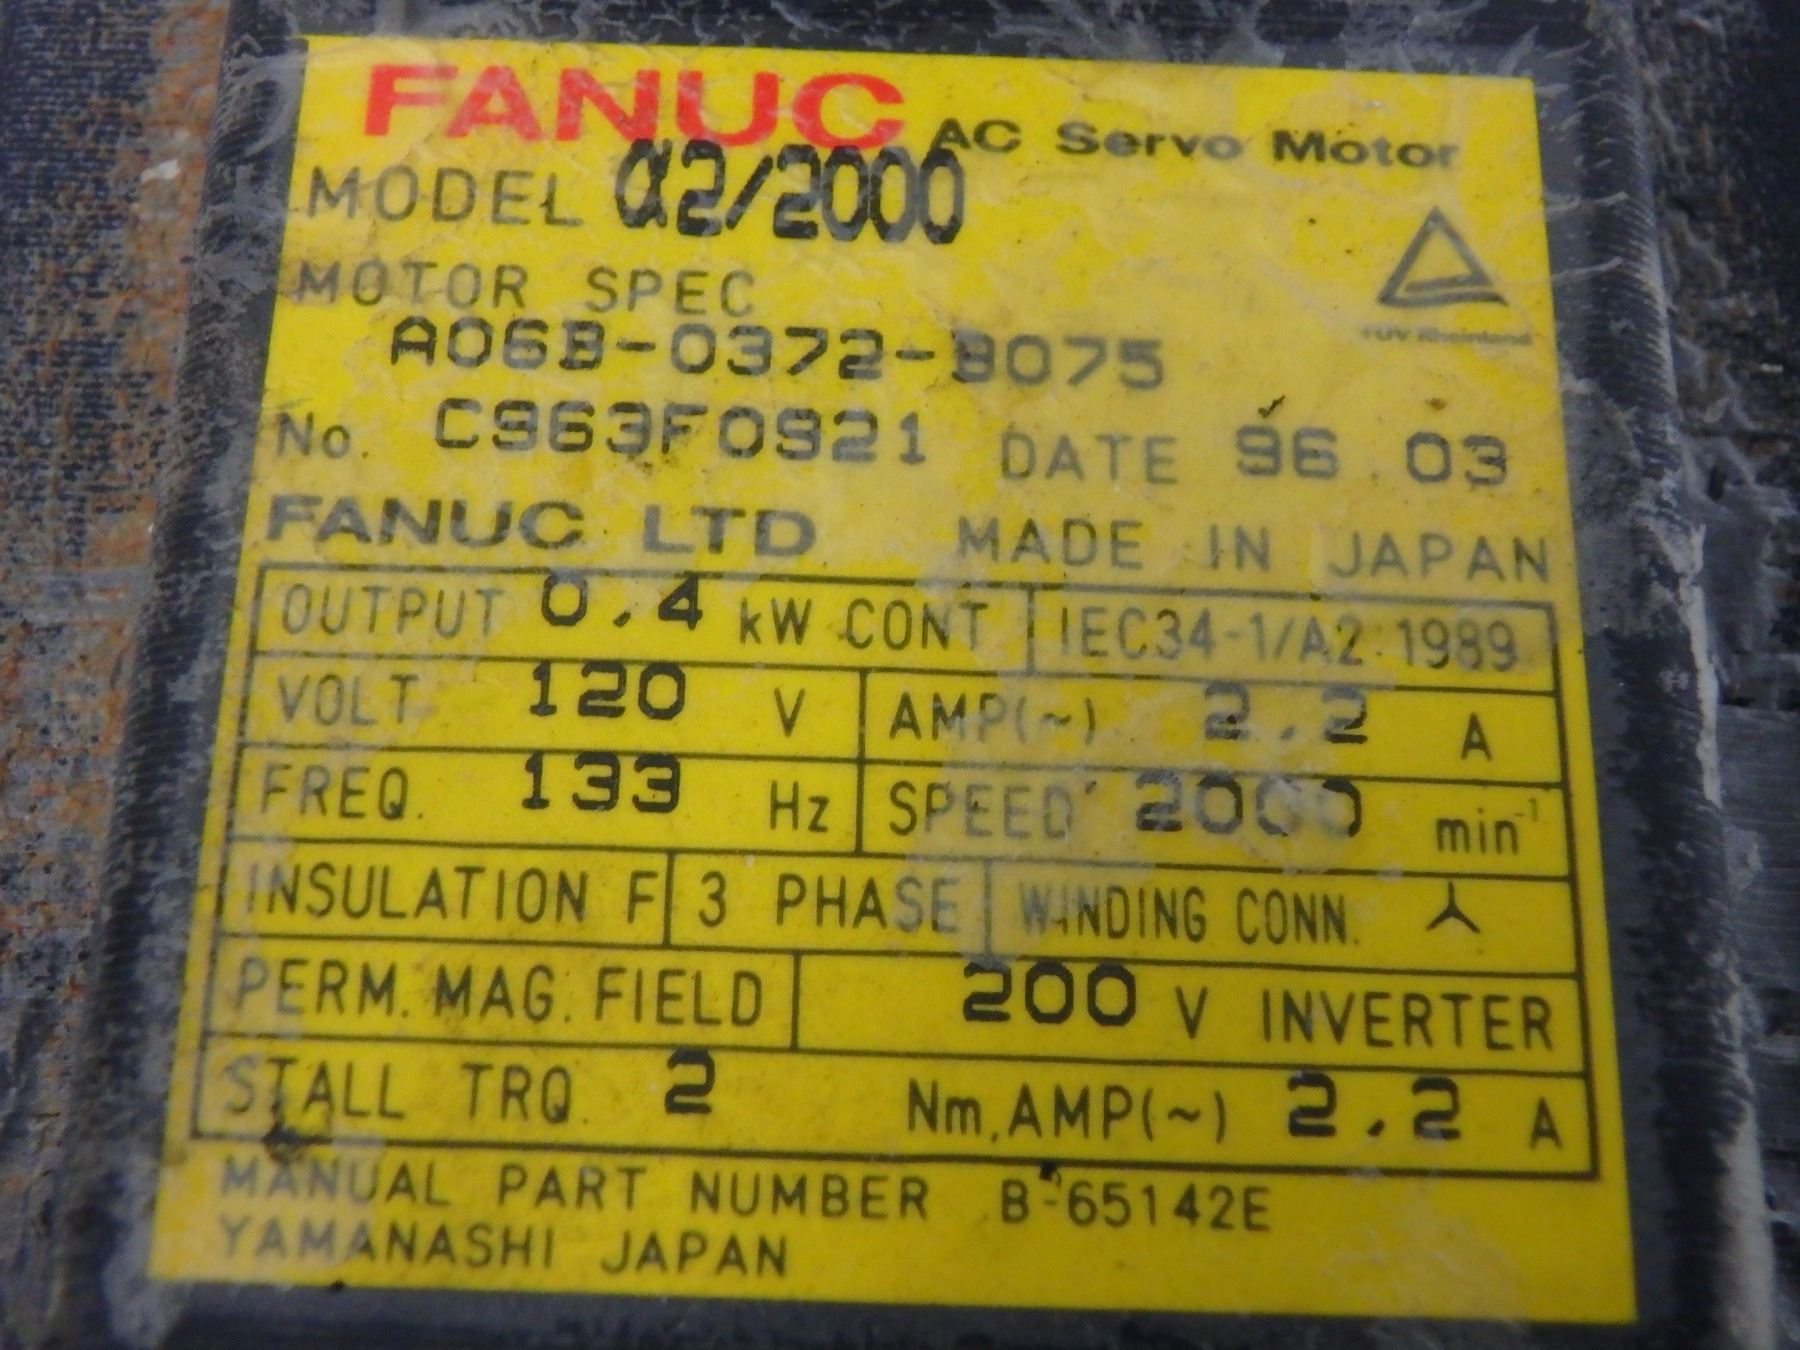 FANUC AC Servo Motor
MODEL α2/2000
MOTOR SPEC
A06B-0372-B075
TÜV Rheinland
No. C963F0921 DATE 96.03
FANUC LTD MADE IN JAPAN
OUTPUT 0.4 kW CONT IEC34-1/A2:1989
VOLT 120 V AMP(~) 2.2 A
FREQ. 133 Hz SPEED 2000 min-1
INSULATION F 3 PHASE WINDING CONN.
PERM. MAG. FIELD 200 V INVERTER
STALL TRQ 2 Nm, AMP(~) 2.2 A
MANUAL PART NUMBER B-65142E
YAMANASHI JAPAN